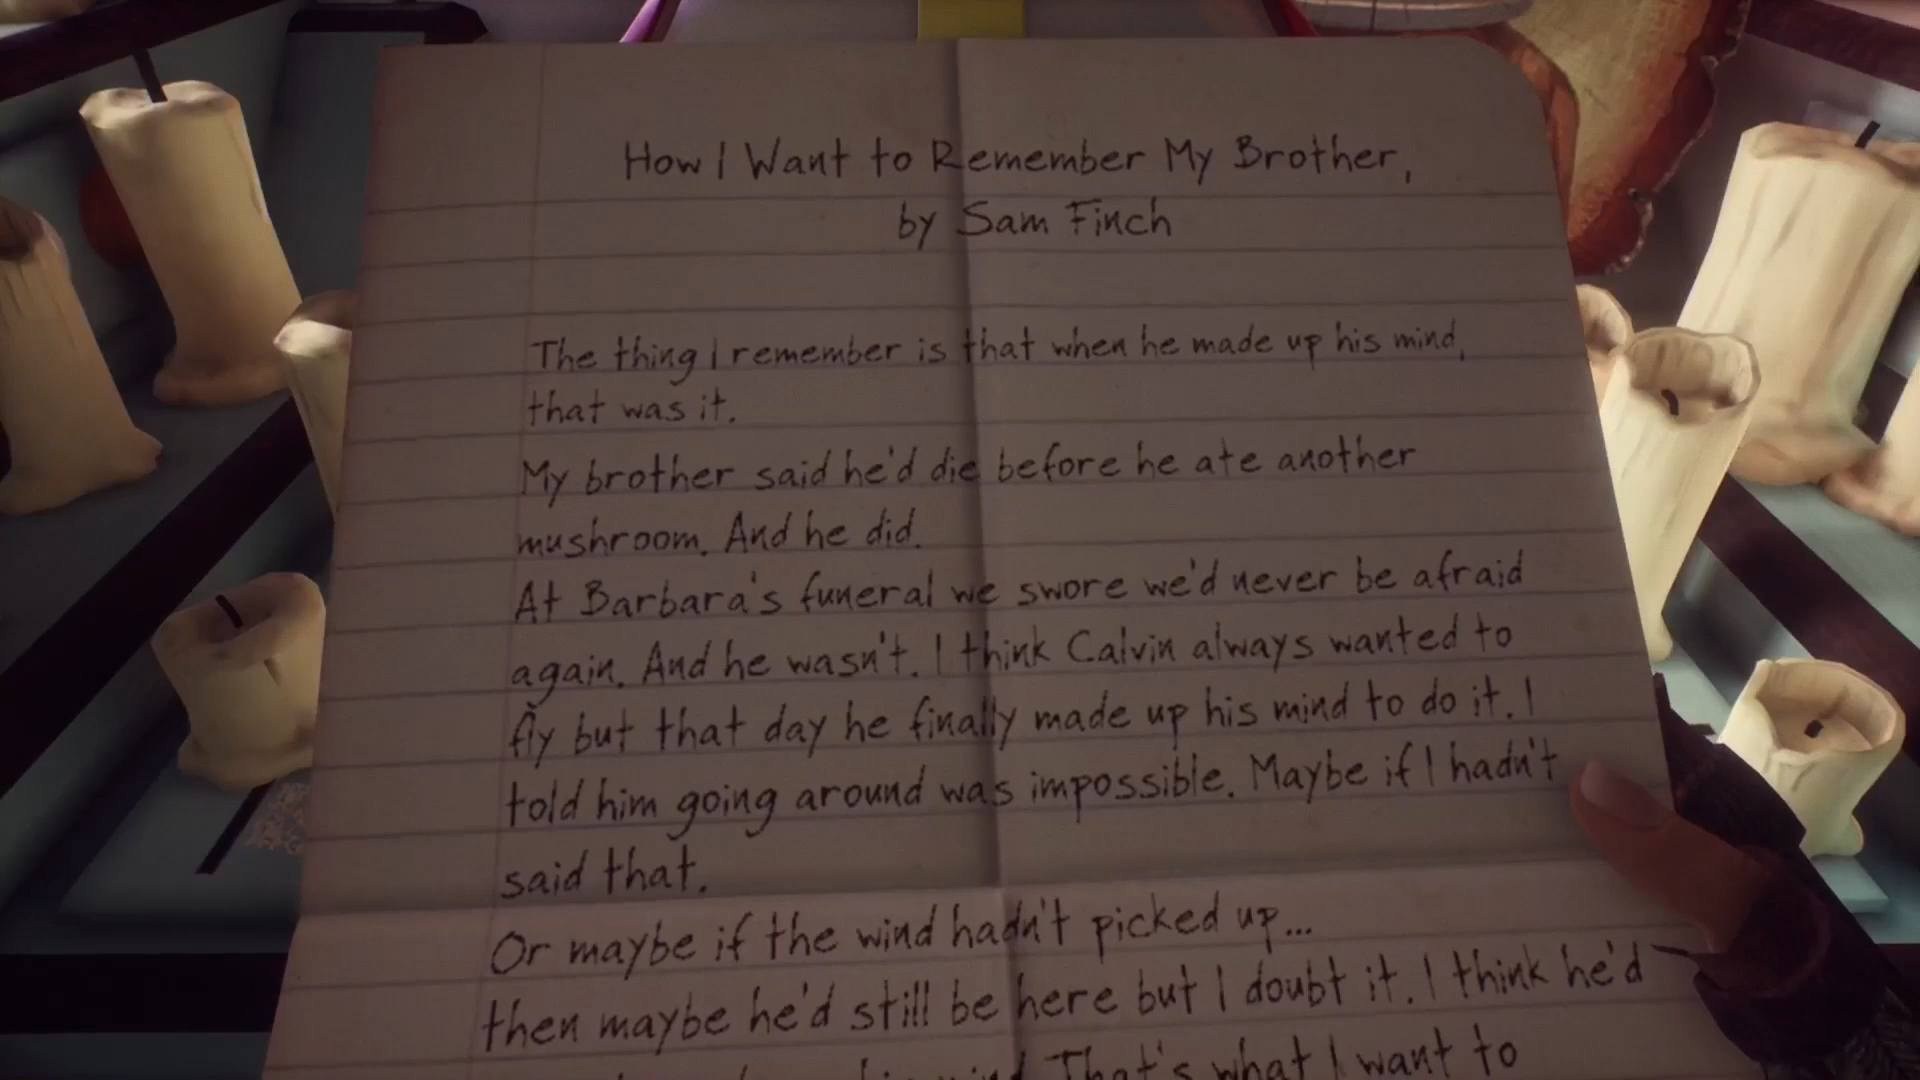 How I Want to Remember My Brother,
by Sam Finch
The thing I remember is that when he made up his mind,
that was it.
My brother said he'd die before he ate another
mushroom. And he did.
At Barbara's funeral we swore we'd never be afraid
again. And he wasn't. I think Calvin always wanted to
fly but that day he finally made up his mind to do it. I
told him going around was impossible. Maybe if I hadn't
said that.
Or maybe if the wind hadn't picked up...
then maybe he'd still be here but I doubt it. I think he'd
mind. That's what I want to